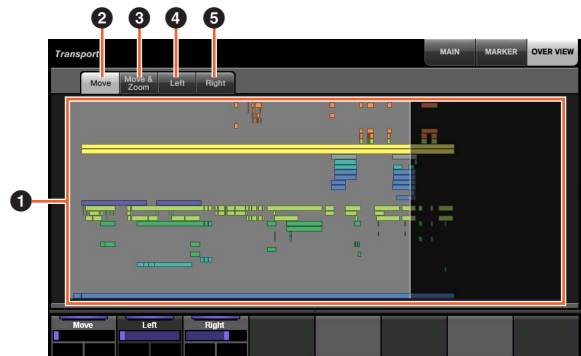 2 3 4 5
Transport
MAIN
MARKER
OVER VIEW
Move
Move &
Zoom
Left
Right
1
Move
Left
Right